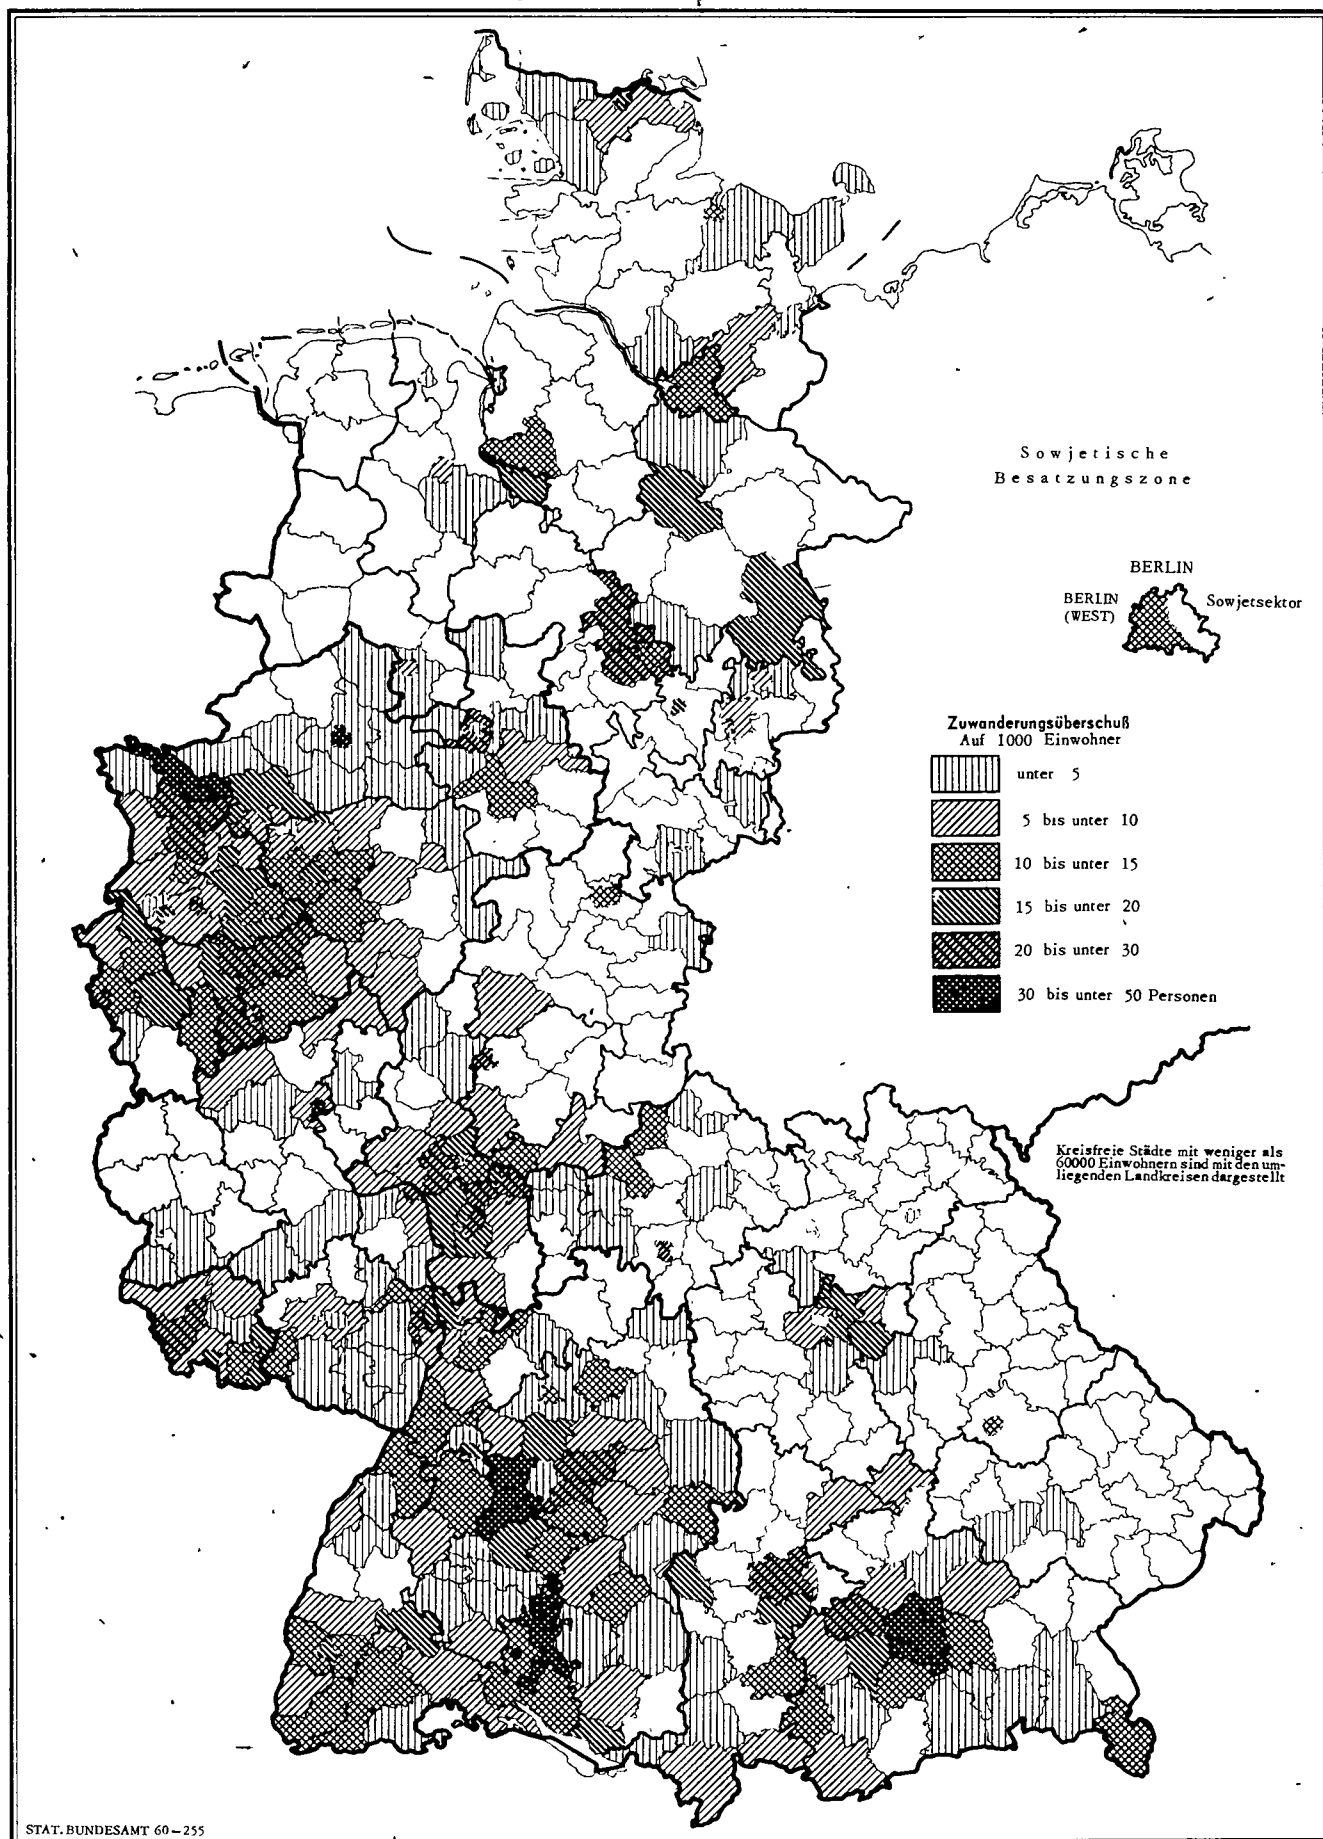 Sowjetische
Besatzungszone
BERLIN
BERLIN
(WEST)
Sowjetsektor
Zuwanderungsüberschuß
Auf 1000 Einwohner
unter 5
5 bis unter 10
10 bis unter 15
15 bis unter 20
20 bis unter 30
30 bis unter 50 Personen
Kreisfreie Städte mit weniger als
60000 Einwohnern sind mit den um-
liegenden Landkreisen dargestellt
STAT. BUNDESAMT 60-255